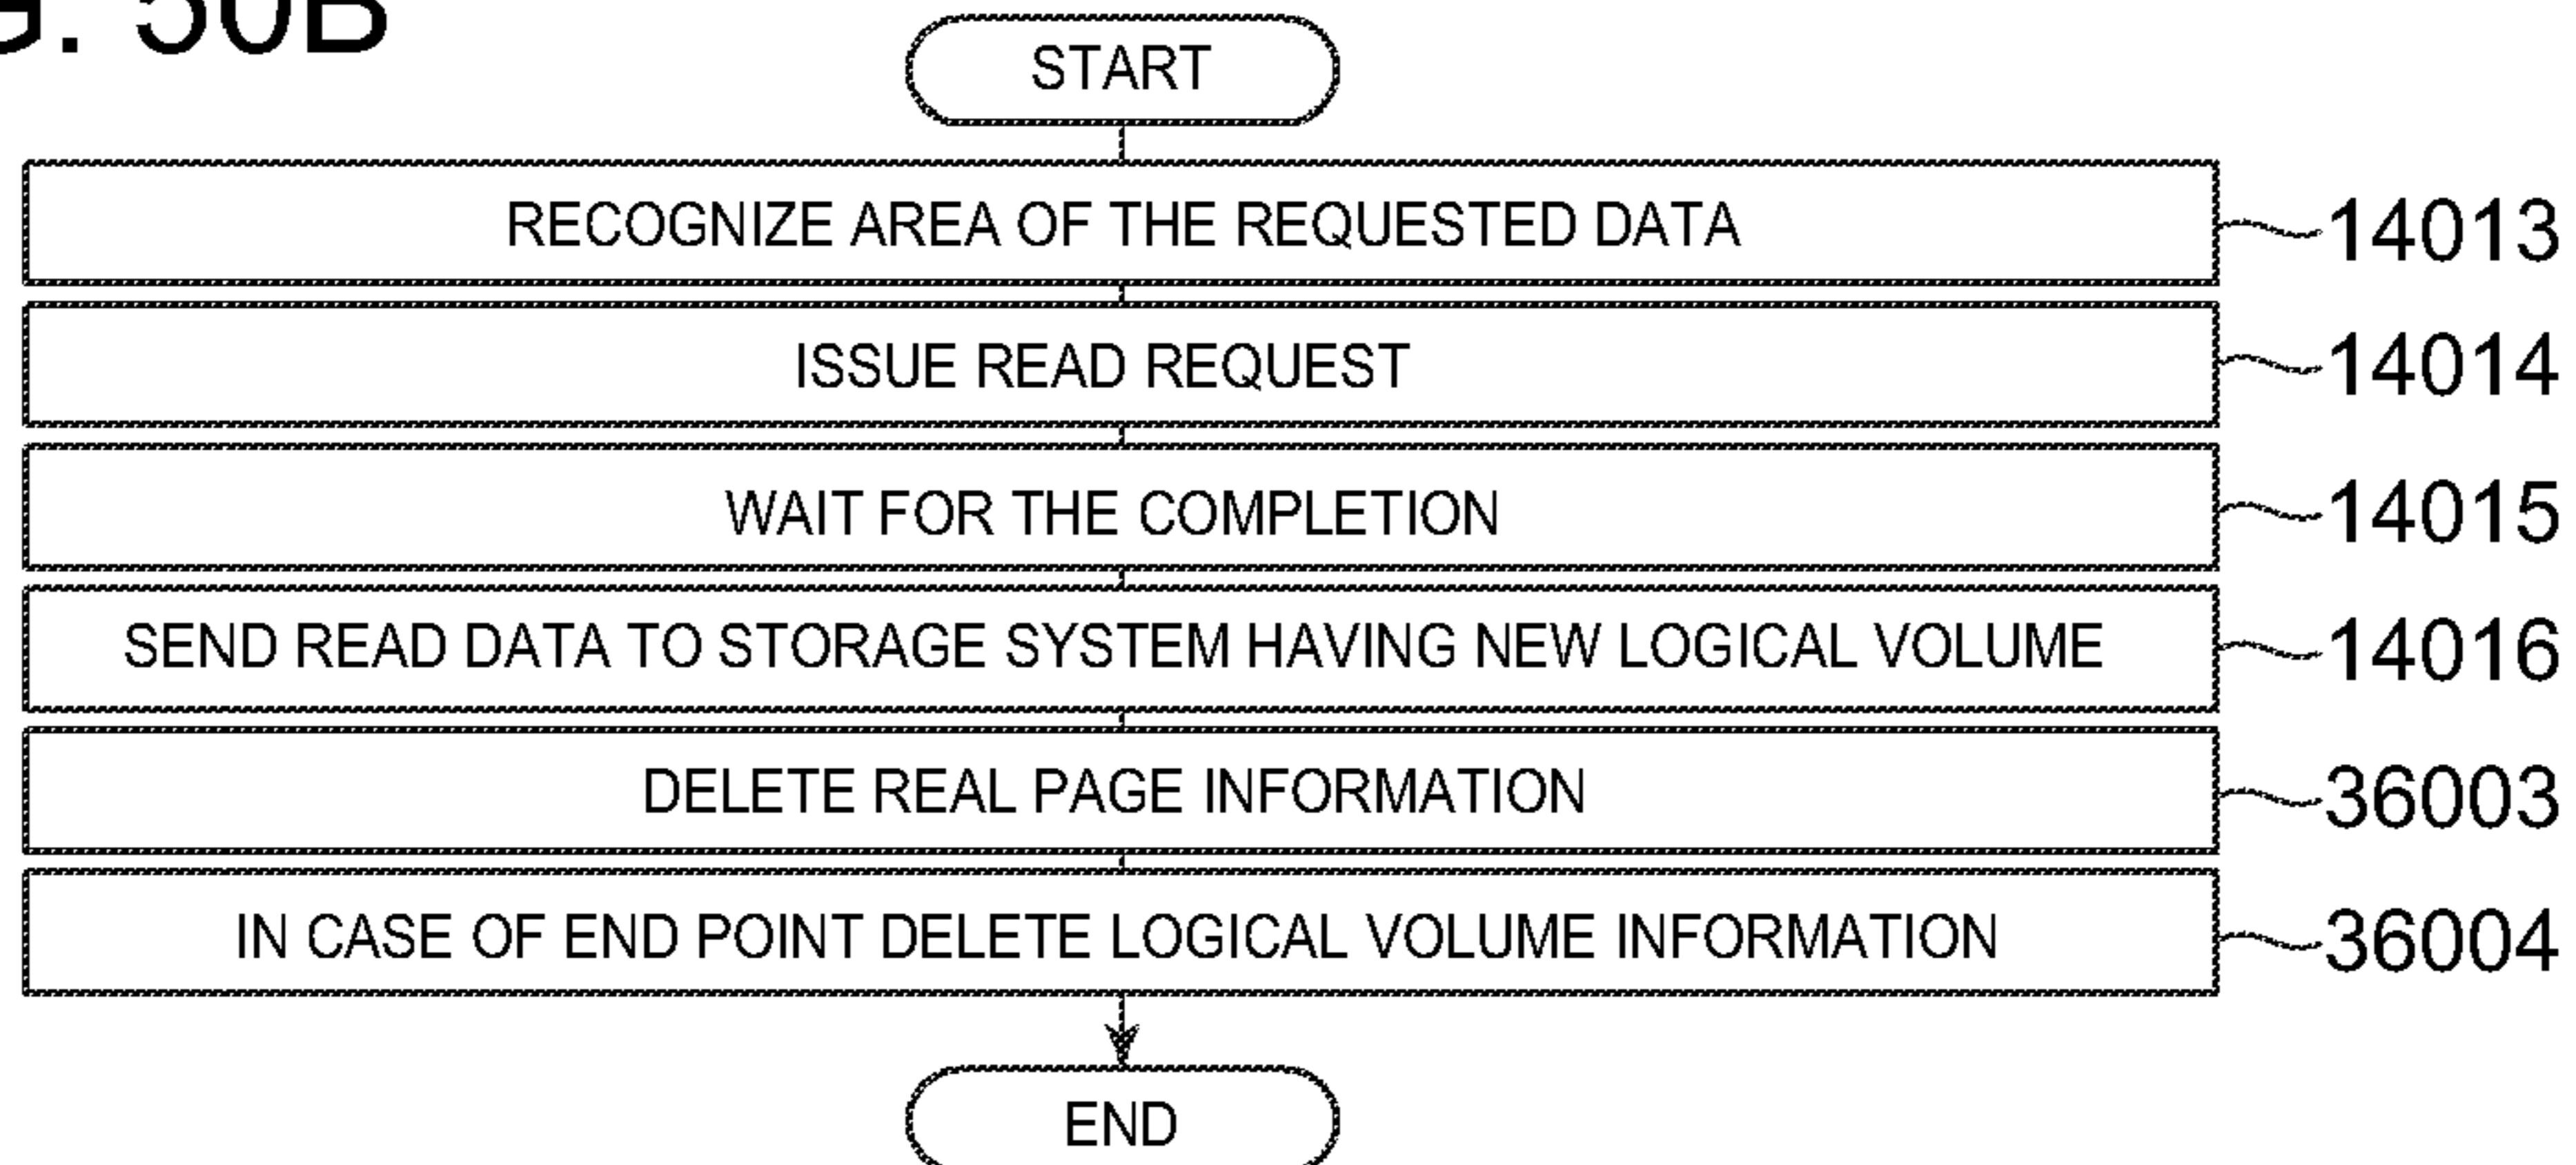 G. 50B
START
RECOGNIZE AREA OF THE REQUESTED DATA 14013
ISSUE READ REQUEST 14014
WAIT FOR THE COMPLETION 14015
SEND READ DATA TO STORAGE SYSTEM HAVING NEW LOGICAL VOLUME 14016
DELETE REAL PAGE INFORMATION 36003
IN CASE OF END POINT DELETE LOGICAL VOLUME INFORMATION 36004
END